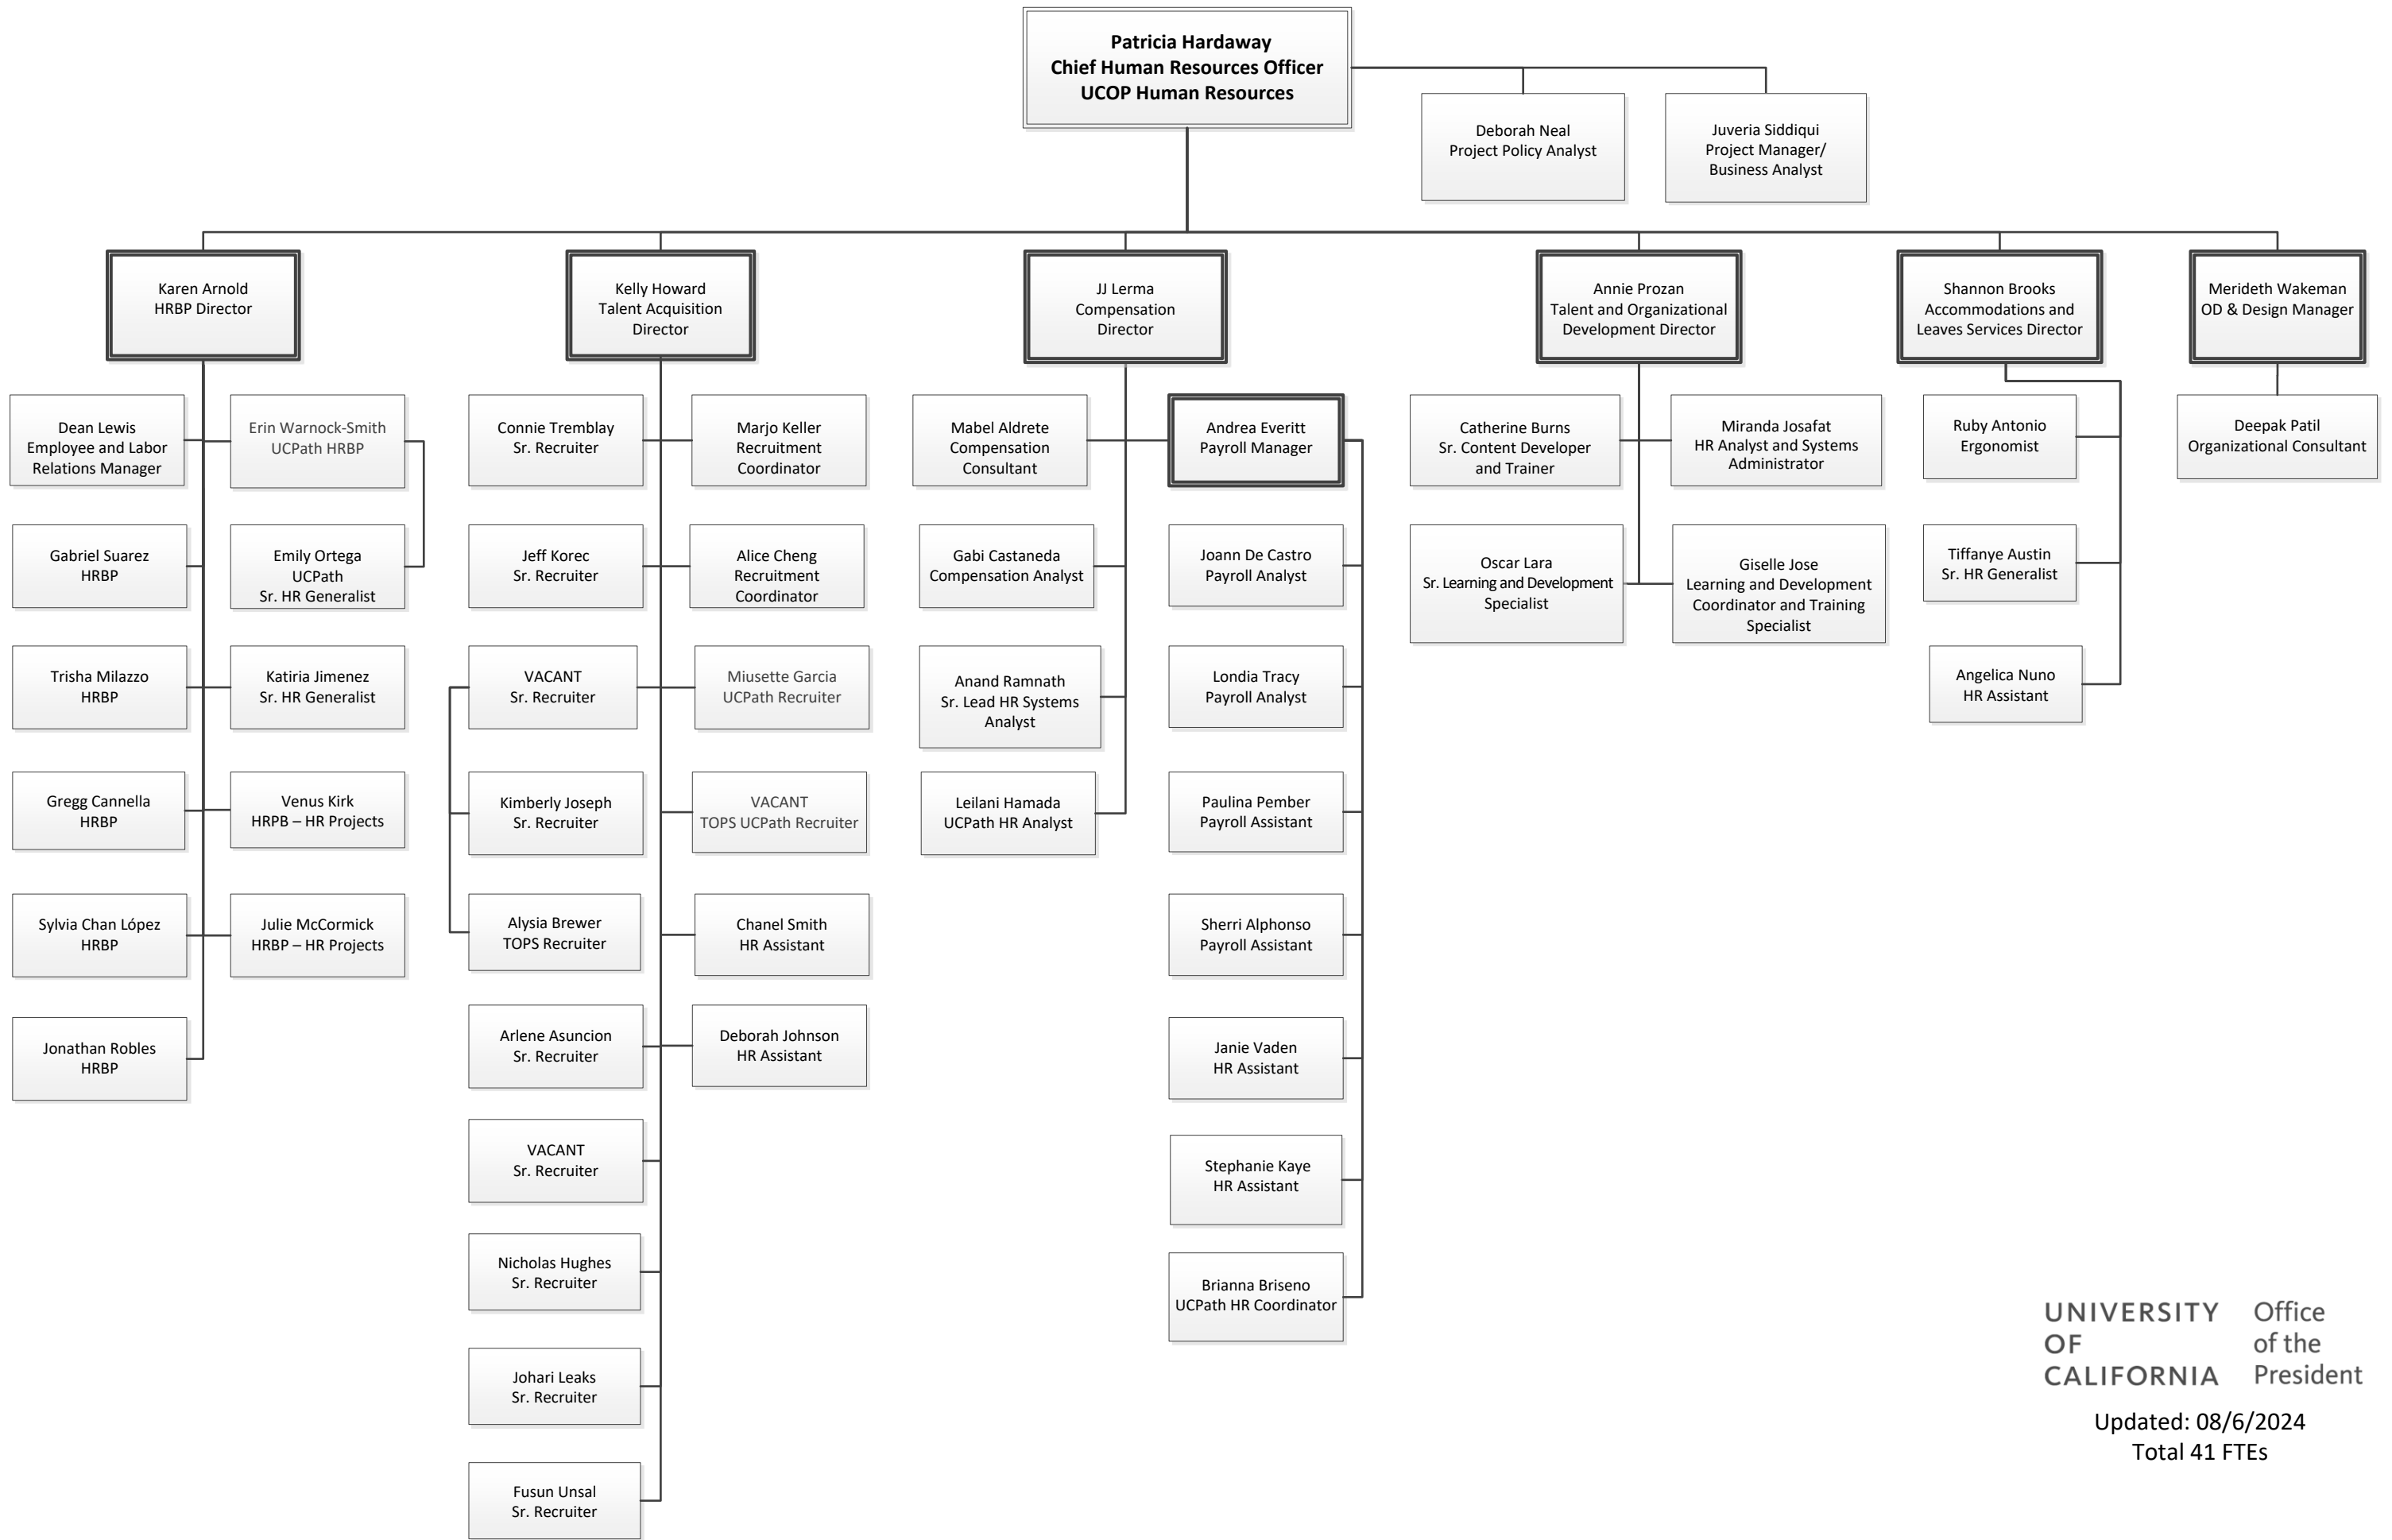 Patricia Hardaway
Chief Human Resources Officer
UCOP Human Resources
Deborah Neal
Project Policy Analyst
Juveria Siddiqui
Project Manager/
Business Analyst
Karen Arnold
HRBP Director
Kelly Howard
Talent Acquisition
Director
JJ Lerma
Compensation
Director
Annie Prozan
Talent and Organizational
Development Director
Shannon Brooks
Accommodations and
Leaves Services Director
Merideth Wakeman
OD & Design Manager
Dean Lewis
Employee and Labor
Relations Manager
Erin Warnock-Smith
UCPath HRBP
Gabriel Suarez
HRBP
Emily Ortega
UCPath
Sr. HR Generalist
Trisha Milazzo
HRBP
Katiria Jimenez
Sr. HR Generalist
Gregg Cannella
HRBP
Venus Kirk
HRPB – HR Projects
Sylvia Chan López
HRBP
Julie McCormick
HRBP – HR Projects
Jonathan Robles
HRBP
Connie Tremblay
Sr. Recruiter
Marjo Keller
Recruitment
Coordinator
Jeff Korec
Sr. Recruiter
Alice Cheng
Recruitment
Coordinator
VACANT
Sr. Recruiter
Miusette Garcia
UCPath Recruiter
Kimberly Joseph
Sr. Recruiter
VACANT
TOPS UCPath Recruiter
Alysia Brewer
TOPS Recruiter
Chanel Smith
HR Assistant
Arlene Asuncion
Sr. Recruiter
Deborah Johnson
HR Assistant
VACANT
Sr. Recruiter
Nicholas Hughes
Sr. Recruiter
Johari Leaks
Sr. Recruiter
Fusun Unsal
Sr. Recruiter
Mabel Aldrete
Compensation
Consultant
Andrea Everitt
Payroll Manager
Gabi Castaneda
Compensation Analyst
Joann De Castro
Payroll Analyst
Anand Ramnath
Sr. Lead HR Systems
Analyst
Londia Tracy
Payroll Analyst
Leilani Hamada
UCPath HR Analyst
Paulina Pember
Payroll Assistant
Sherri Alphonso
Payroll Assistant
Janie Vaden
HR Assistant
Stephanie Kaye
HR Assistant
Brianna Briseno
UCPath HR Coordinator
Catherine Burns
Sr. Content Developer
and Trainer
Miranda Josafat
HR Analyst and Systems
Administrator
Oscar Lara
Sr. Learning and Development
Specialist
Giselle Jose
Learning and Development
Coordinator and Training
Specialist
Ruby Antonio
Ergonomist
Tiffanye Austin
Sr. HR Generalist
Angelica Nuno
HR Assistant
Deepak Patil
Organizational Consultant
UNIVERSITY
OF
CALIFORNIA
Office
of the
President
Updated: 08/6/2024
Total 41 FTEs